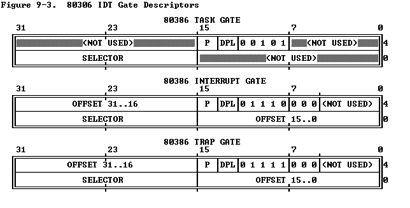 Figure 9-3. 80306 IDT Gate Descriptors
80386 TASK GATE
31 23 15 7 0
(NOT USED) P DPL 0 0 1 0 1 (NOT USED) 4
SELECTOR (NOT USED) 0
80386 INTERRUPT GATE
31 23 15 7 0
OFFSET 31..16 P DPL 0 1 1 1 0 0 0 0 (NOT USED) 4
SELECTOR OFFSET 15..0 0
80386 TRAP GATE
31 23 15 7 0
OFFSET 31..16 P DPL 0 1 1 1 1 0 0 0 (NOT USED) 4
SELECTOR OFFSET 15..0 0